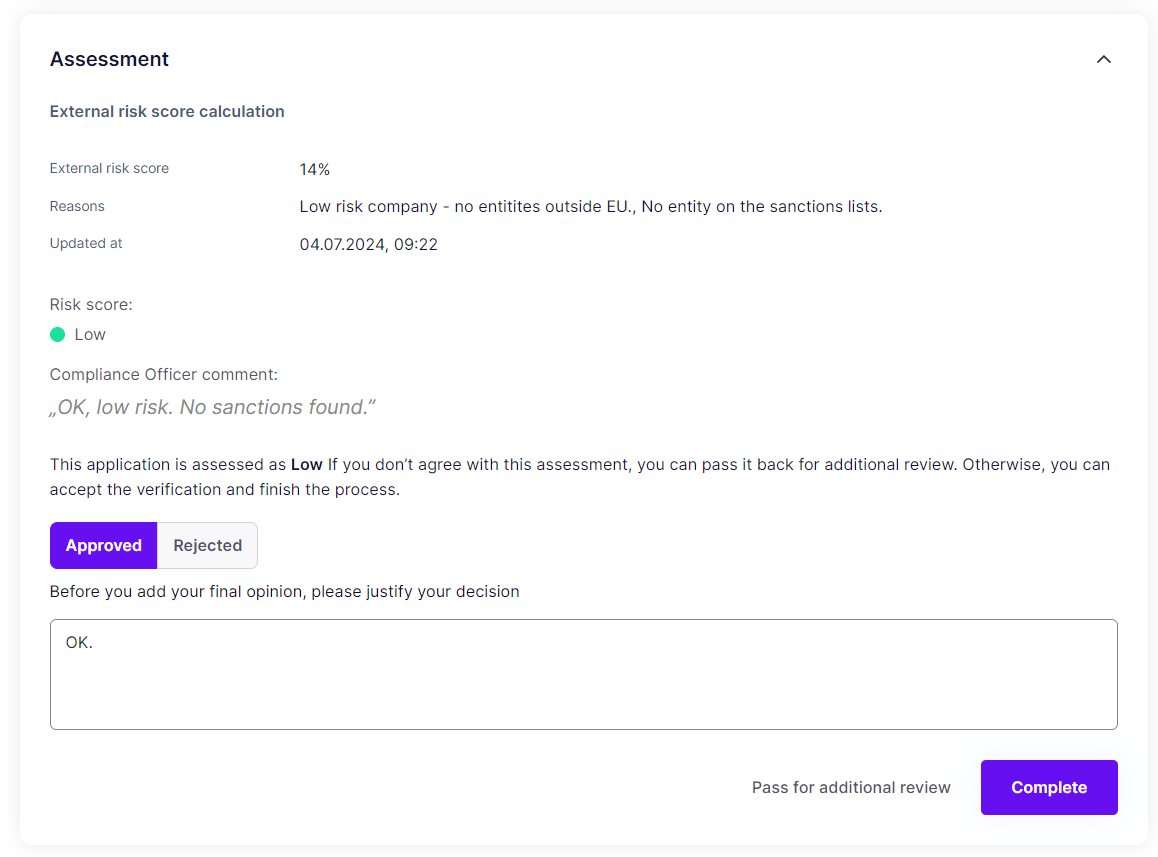 Assessment
External risk score calculation
External risk score 14%
Reasons Low risk company - no entitites outside EU., No entity on the sanctions lists.
Updated at 04.07.2024, 09:22
Risk score:
Low
Compliance Officer comment:
„OK, low risk. No sanctions found.”
This application is assessed as Low If you don’t agree with this assessment, you can pass it back for additional review. Otherwise, you can
accept the verification and finish the process.
Approved Rejected
Before you add your final opinion, please justify your decision
OK.
Pass for additional review Complete